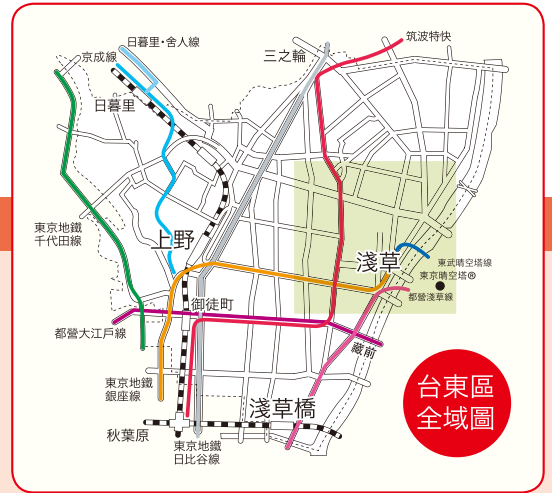 日暮里・舍人線
京成線
筑波特快
三之輪
日暮里
東京地鐵
千代田線
上野
淺草
東武晴空塔線
東京晴空塔®
都營淺草線
御徒町
都營大江戶線
藏前
東京地鐵
銀座線
淺草橋
秋葉原
東京地鐵
日比谷線
台東區
全域圖